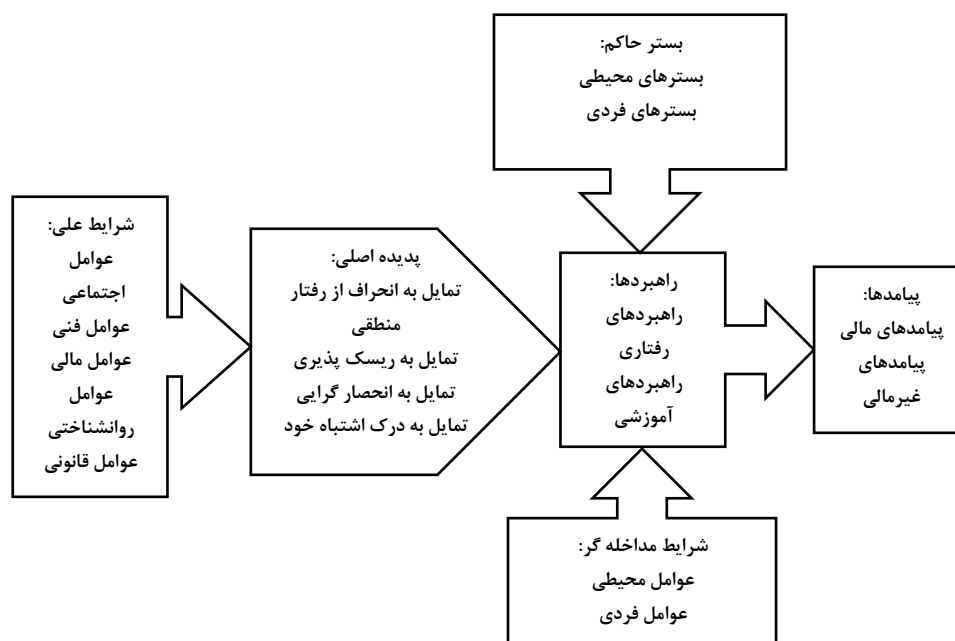 بستر حاکم:
بسترهای محیطی
بسترهای فردی
شرایط علی:
عوامل
اجتماعی
عوامل فنی
عوامل مالی
عوامل
روانشناختی
عوامل قانونی
پدیده اصلی:
تمایل به انحراف از رفتار
منطقی
تمایل به ریسک پذیری
تمایل به انحصار گرایی
تمایل به درک اشتباه خود
راهبردها:
راهبردهای
رفتاری
راهبردهای
آموزشی
پیامدها:
پیامدهای مالی
پیامدهای
غیرمالی
شرایط مداخله گر:
عوامل محیطی
عوامل فردی